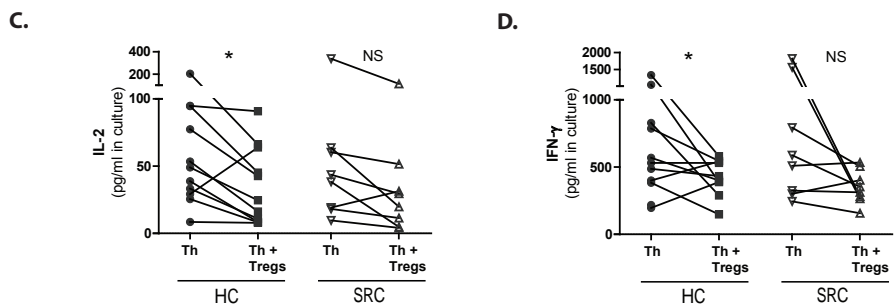 C.
IL-2
(pg/ml in culture)
400
300
200
100
50
0
*
NS
Th
Th +
Tregs
Th
Th +
Tregs
HC
SRC
D.
IFN-γ
(pg/ml in culture)
2000
1500
1000
500
0
*
NS
Th
Th +
Tregs
Th
Th +
Tregs
HC
SRC